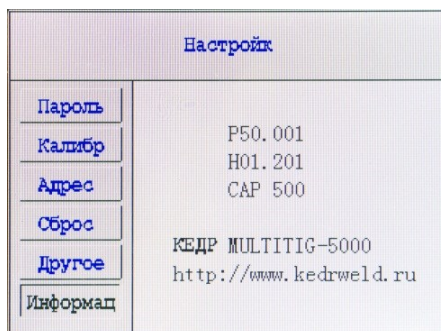 Настройк
Пароль
Калибр
Адрес
Сброс
Другое
Информац
P50.001
H01.201
CAP 500
КЕДР MULTITIG-5000
http://www.kedrweld.ru